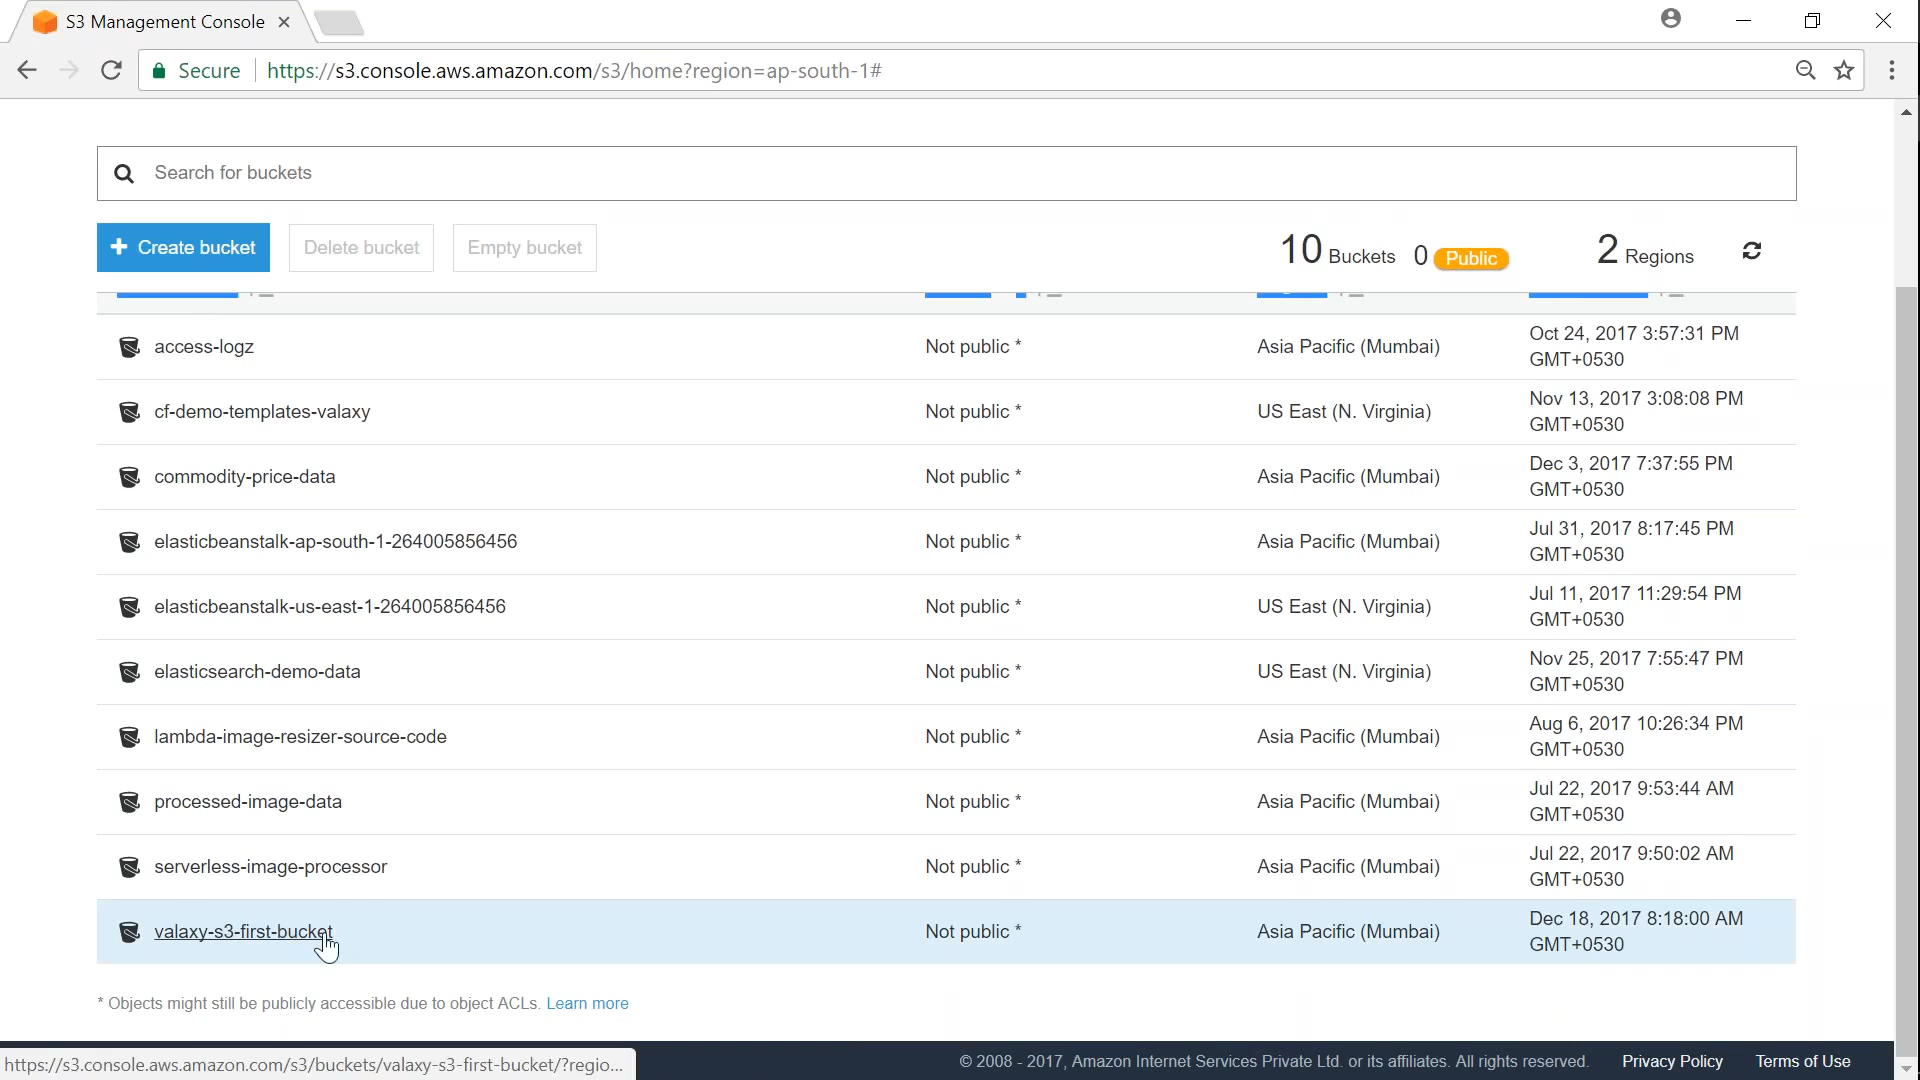 S3 Management Console
Secure https://s3.console.aws.amazon.com/s3/home?region=ap-south-1#
Search for buckets
Create bucket Delete bucket Empty bucket 10 Buckets 0 Public 2 Regions
access-logz Not public * Asia Pacific (Mumbai) Oct 24, 2017 3:57:31 PM
GMT+0530
cf-demo-templates-valaxy Not public * US East (N. Virginia) Nov 13, 2017 3:08:08 PM
GMT+0530
commodity-price-data Not public * Asia Pacific (Mumbai) Dec 3, 2017 7:37:55 PM
GMT+0530
elasticbeanstalk-ap-south-1-264005856456 Not public * Asia Pacific (Mumbai) Jul 31, 2017 8:17:45 PM
GMT+0530
elasticbeanstalk-us-east-1-264005856456 Not public * US East (N. Virginia) Jul 11, 2017 11:29:54 PM
GMT+0530
elasticsearch-demo-data Not public * US East (N. Virginia) Nov 25, 2017 7:55:47 PM
GMT+0530
lambda-image-resizer-source-code Not public * Asia Pacific (Mumbai) Aug 6, 2017 10:26:34 PM
GMT+0530
processed-image-data Not public * Asia Pacific (Mumbai) Jul 22, 2017 9:53:44 AM
GMT+0530
serverless-image-processor Not public * Asia Pacific (Mumbai) Jul 22, 2017 9:50:02 AM
GMT+0530
valaxy-s3-first-bucket Not public * Asia Pacific (Mumbai) Dec 18, 2017 8:18:00 AM
GMT+0530
* Objects might still be publicly accessible due to object ACLs. Learn more
https://s3.console.aws.amazon.com/s3/buckets/valaxy-s3-first-bucket/?regio... © 2008 - 2017, Amazon Internet Services Private Ltd. or its affiliates. All rights reserved. Privacy Policy Terms of Use